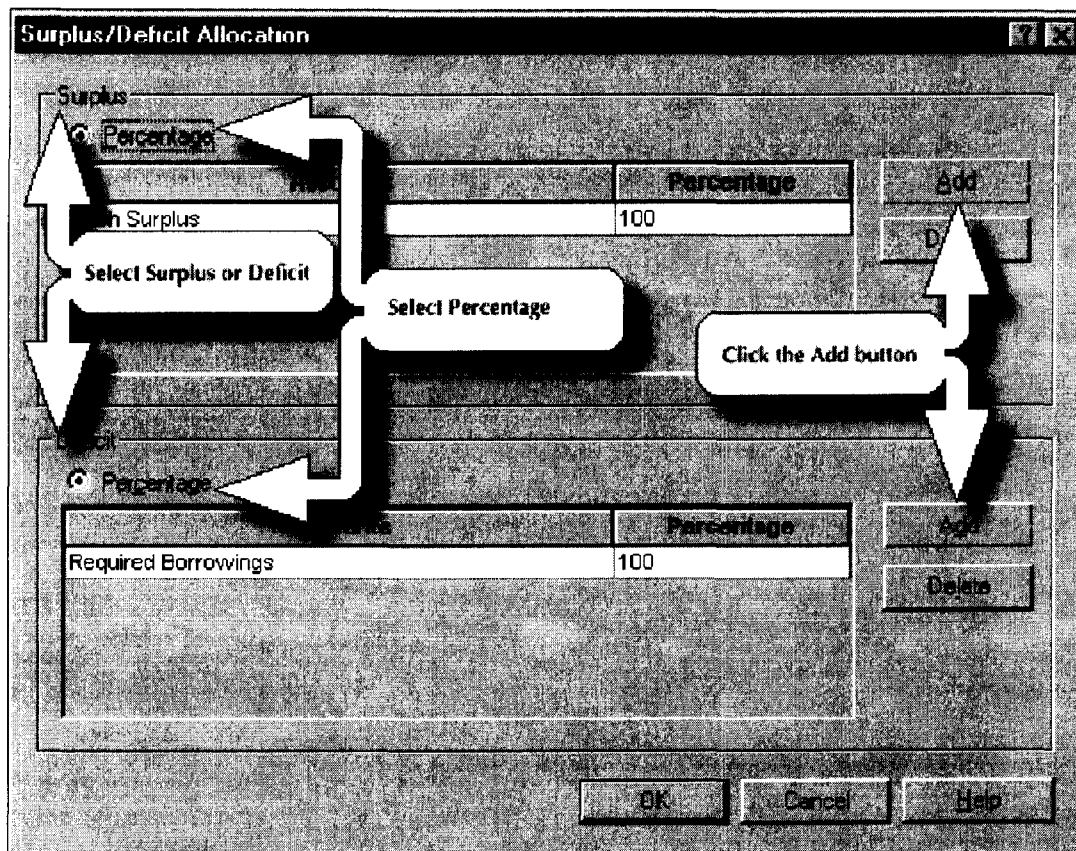 Surplus/Deficit Allocation
Surplus
Percentage
Percentage
Add
Surplus
100
Select Surplus or Deficit
Select Percentage
Click the Add button
Percentage
Percentage
Add
Required Borrowings
100
Delete
OK
Cancel
Help